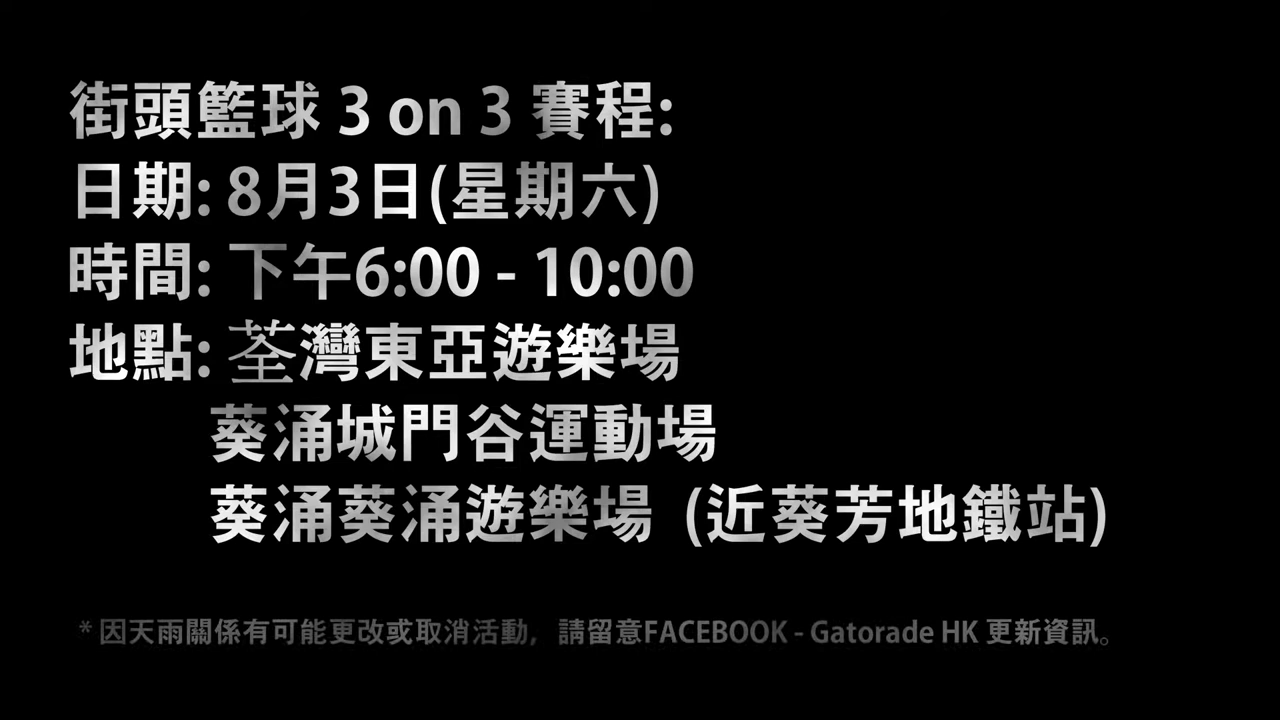 街頭籃球 3 on 3 賽程:
日期: 8月3日(星期六)
時間: 下午6:00 - 10:00
地點: 荃灣東亞遊樂場
葵涌城門谷運動場
葵涌葵涌遊樂場 (近葵芳地鐵站)
* 因天雨關係有可能更改或取消活動，請留意FACEBOOK - Gatorade HK 更新資訊。